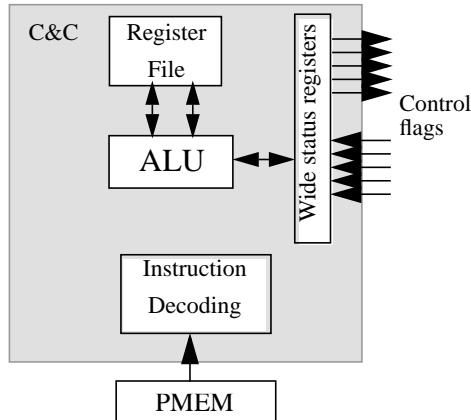 C&C
Register
File
Wide status registers
Control
flags
ALU
Instruction
Decoding
PMEM